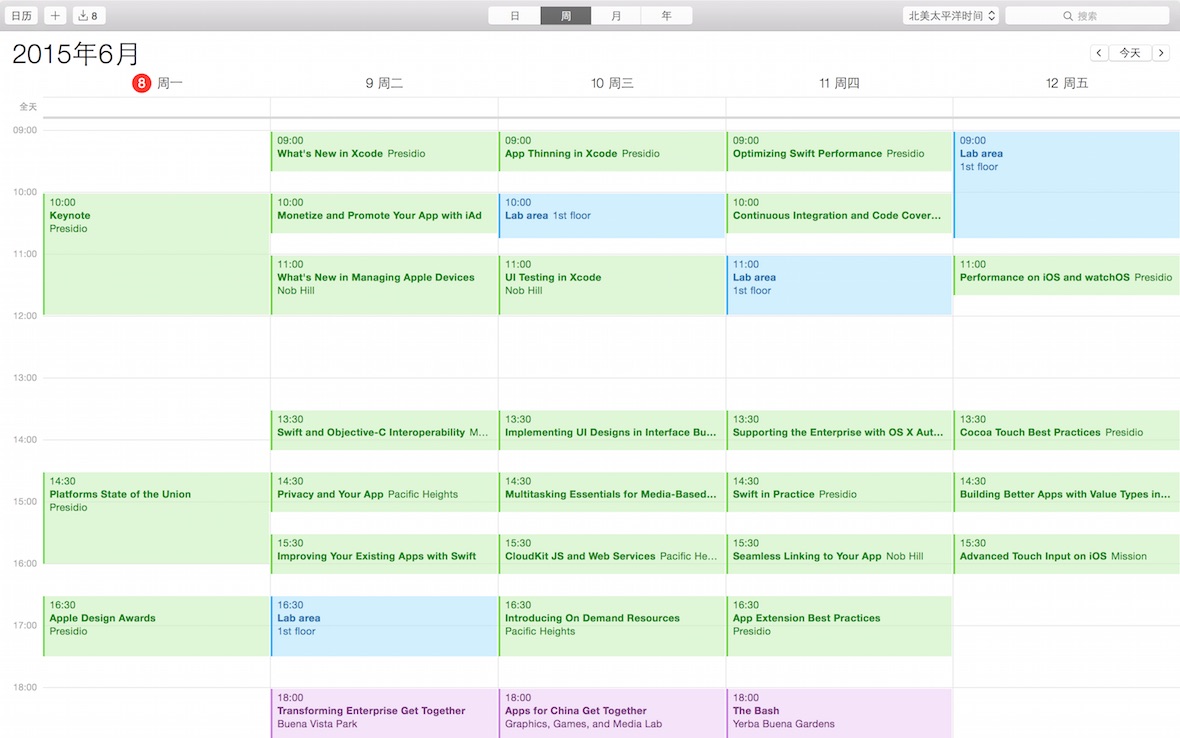 日历
8
日
周
月
年
北美太平洋时间
搜索
2015年6月
今天
8 周一
9 周二
10 周三
11 周四
12 周五
全天
09:00
10:00
11:00
12:00
13:00
14:00
15:00
16:00
17:00
18:00
10:00
Keynote
Presidio
14:30
Platforms State of the Union
Presidio
16:30
Apple Design Awards
Presidio
09:00
What's New in Xcode Presidio
10:00
Monetize and Promote Your App with iAd
11:00
What's New in Managing Apple Devices
Nob Hill
13:30
Swift and Objective-C Interoperability M...
14:30
Privacy and Your App Pacific Heights
15:30
Improving Your Existing Apps with Swift
16:30
Lab area
1st floor
18:00
Transforming Enterprise Get Together
Buena Vista Park
09:00
App Thinning in Xcode Presidio
10:00
Lab area 1st floor
11:00
UI Testing in Xcode
Nob Hill
13:30
Implementing UI Designs in Interface Bu...
14:30
Multitasking Essentials for Media-Based...
15:30
CloudKit JS and Web Services Pacific He...
16:30
Introducing On Demand Resources
Pacific Heights
18:00
Apps for China Get Together
Graphics, Games, and Media Lab
09:00
Optimizing Swift Performance Presidio
10:00
Continuous Integration and Code Cover...
11:00
Lab area
1st floor
13:30
Supporting the Enterprise with OS X Aut...
14:30
Swift in Practice Presidio
15:30
Seamless Linking to Your App Nob Hill
16:30
App Extension Best Practices
Presidio
18:00
The Bash
Yerba Buena Gardens
09:00
Lab area
1st floor
11:00
Performance on iOS and watchOS Presidio
13:30
Cocoa Touch Best Practices Presidio
14:30
Building Better Apps with Value Types in...
15:30
Advanced Touch Input on iOS Mission